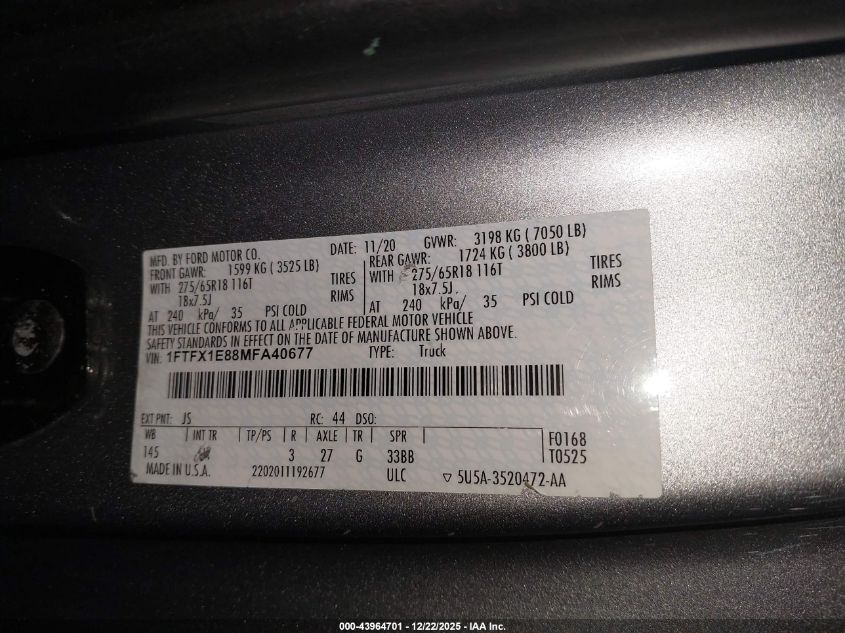 MFD. BY FORD MOTOR CO. DATE: 11/20 GVWR: 3198 KG ( 7050 LB)
FRONT GAWR: 1599 KG ( 3525 LB) REAR GAWR: 1724 KG ( 3800 LB)
WITH 275/65R18 116T TIRES WITH 275/65R18 116T TIRES
18x7.5J RIMS 18x7.5J RIMS
AT 240 kPa/ 35 PSI COLD AT 240 kPa/ 35 PSI COLD
THIS VEHICLE CONFORMS TO ALL APPLICABLE FEDERAL MOTOR VEHICLE
SAFETY STANDARDS IN EFFECT ON THE DATE OF MANUFACTURE SHOWN ABOVE.
VIN: 1FTFX1E88MFA40677 TYPE: Truck
EXT PNT: JS RC: 44 DSO:
WB INT TR TP/PS R AXLE TR SPR F0168
145 3 27 G 33BB T0525
MADE IN U.S.A. 2202011192677 ULC ▽ 5U5A-3520472-AA
000-43964701 - 12/22/2025 - IAA Inc.